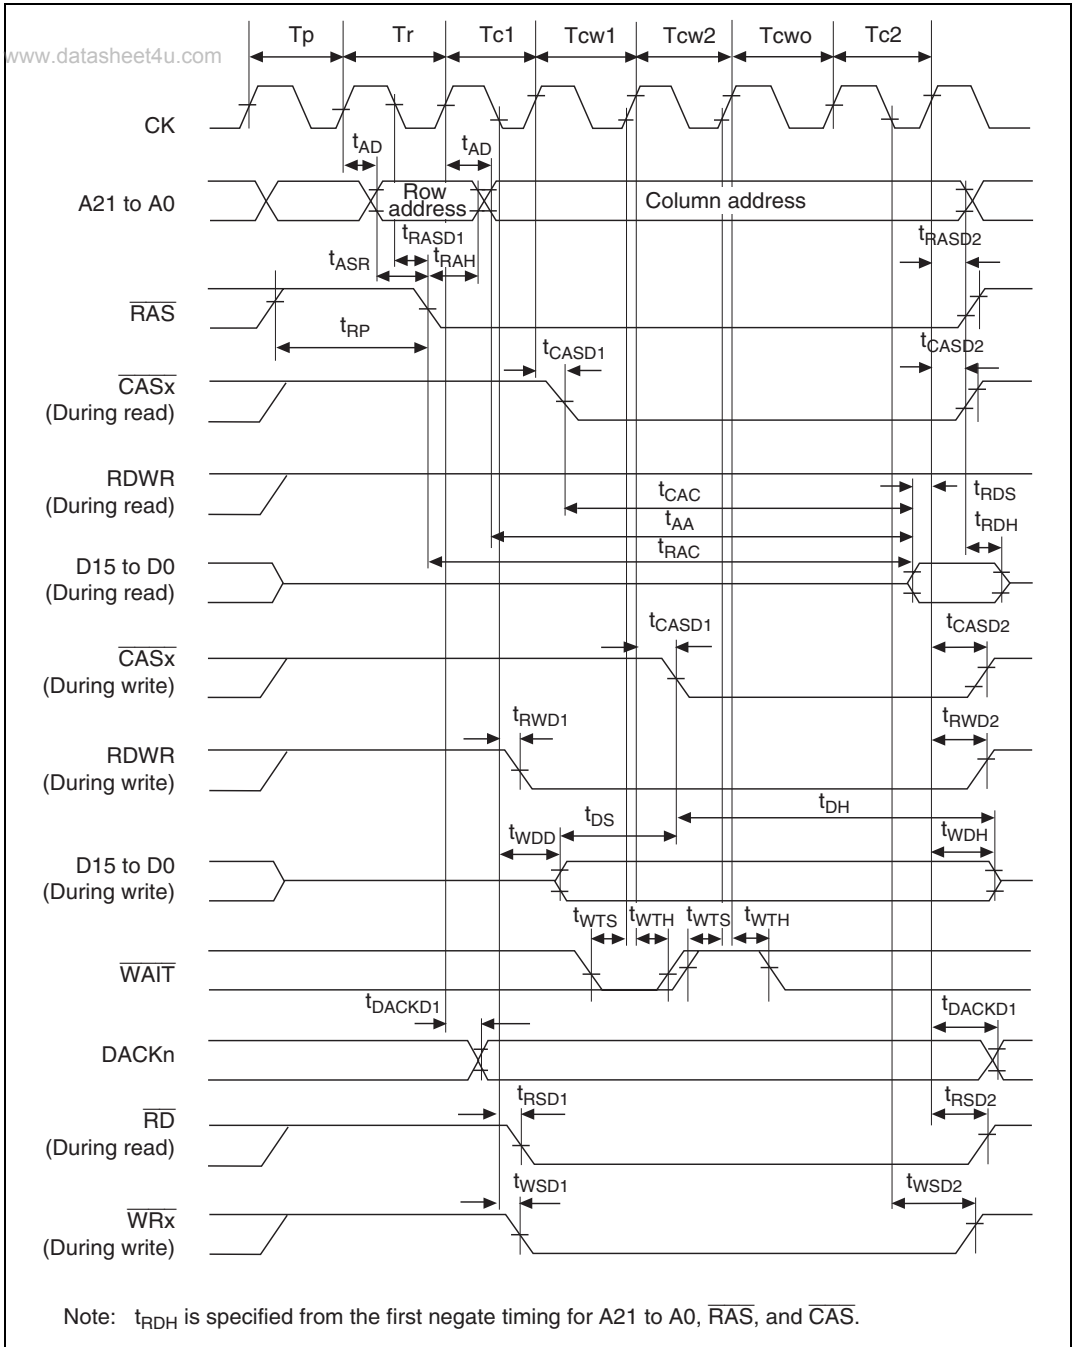 www.datasheet4u.com
Tp Tr Tc1 Tcw1 Tcw2 Tcwo Tc2
CK
tAD tAD
A21 to A0
Row address
Column address
tRASD1 tRASD2
tASR tRAH
RAS
tRP
tCASD1 tCASD2
CASx
(During read)
RDWR
(During read)
tCAC tRDS
tAA tRDH
tRAC
D15 to D0
(During read)
tCASD1 tCASD2
CASx
(During write)
tRWD1 tRWD2
RDWR
(During write)
tDS tDH
tWDD tWDH
D15 to D0
(During write)
tWTS tWTH tWTS tWTH
WAIT
tDACKD1 tDACKD1
DACKn
tRSD1 tRSD2
RD
(During read)
tWSD1 tWSD2
WRx
(During write)
Note: tRDH is specified from the first negate timing for A21 to A0, RAS, and CAS.